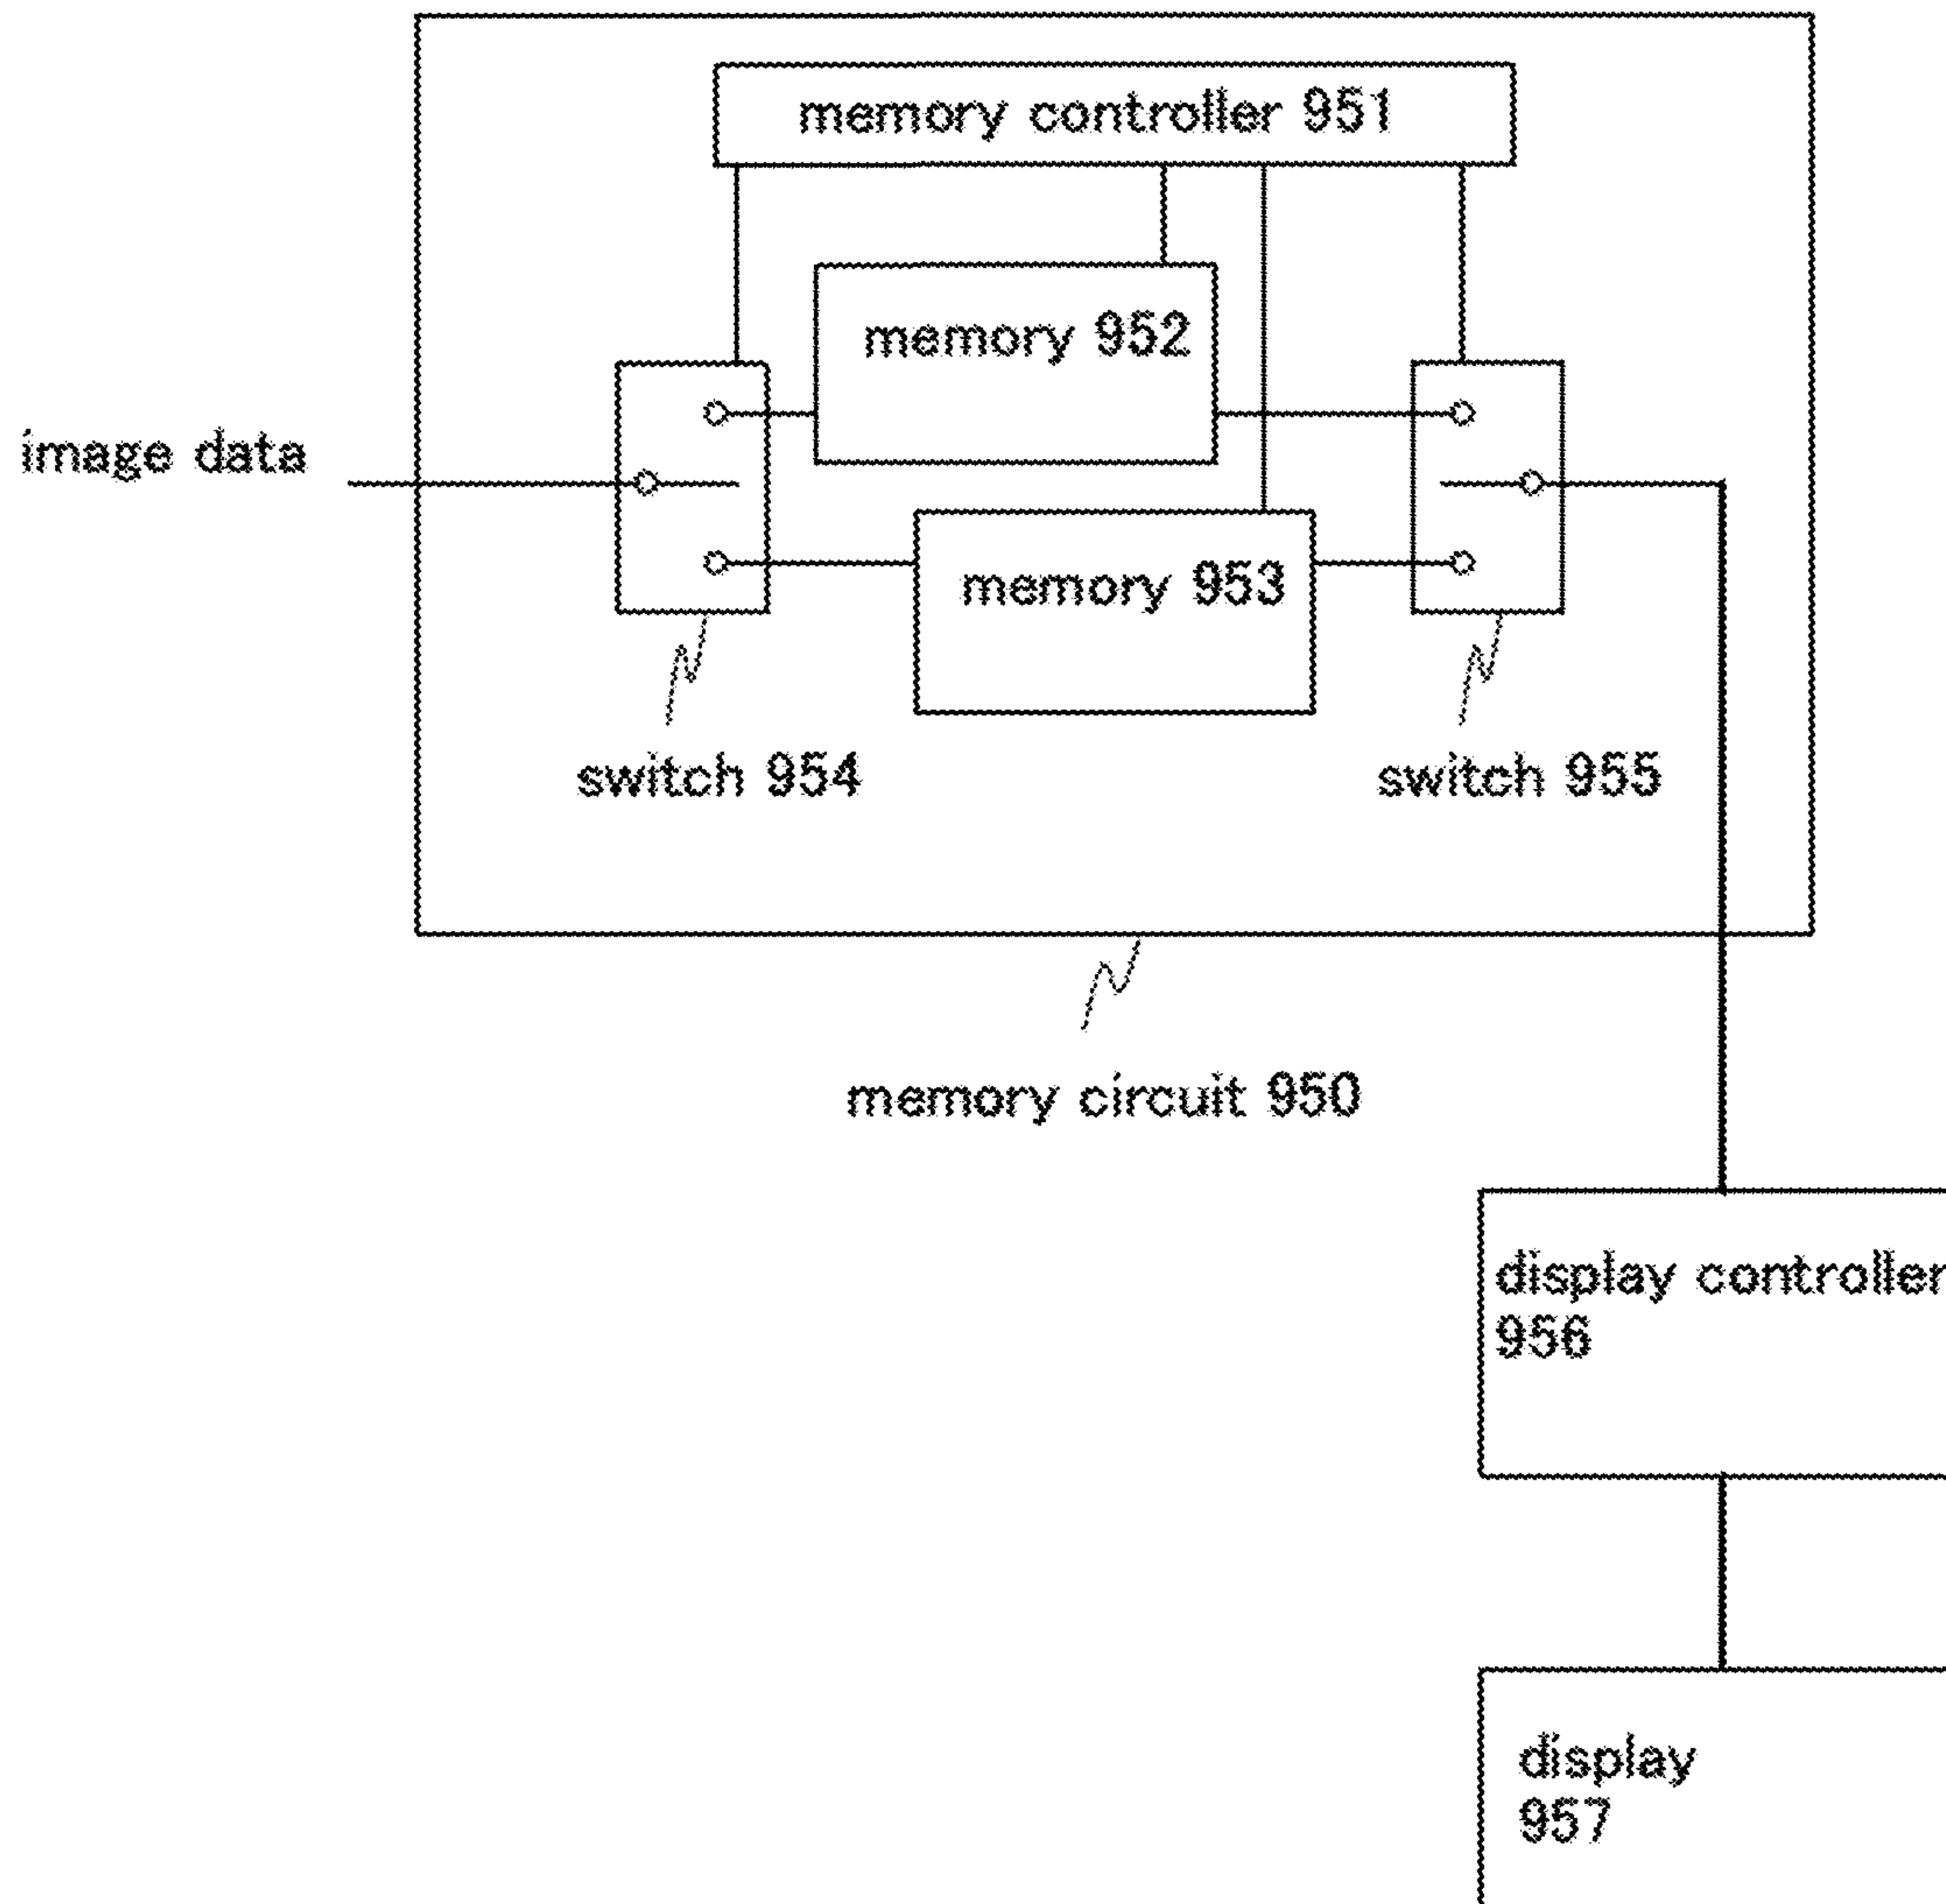 memory controller 951
memory 952
image data
memory 953
switch 954
switch 955
memory circuit 950
display controller
956
display
957